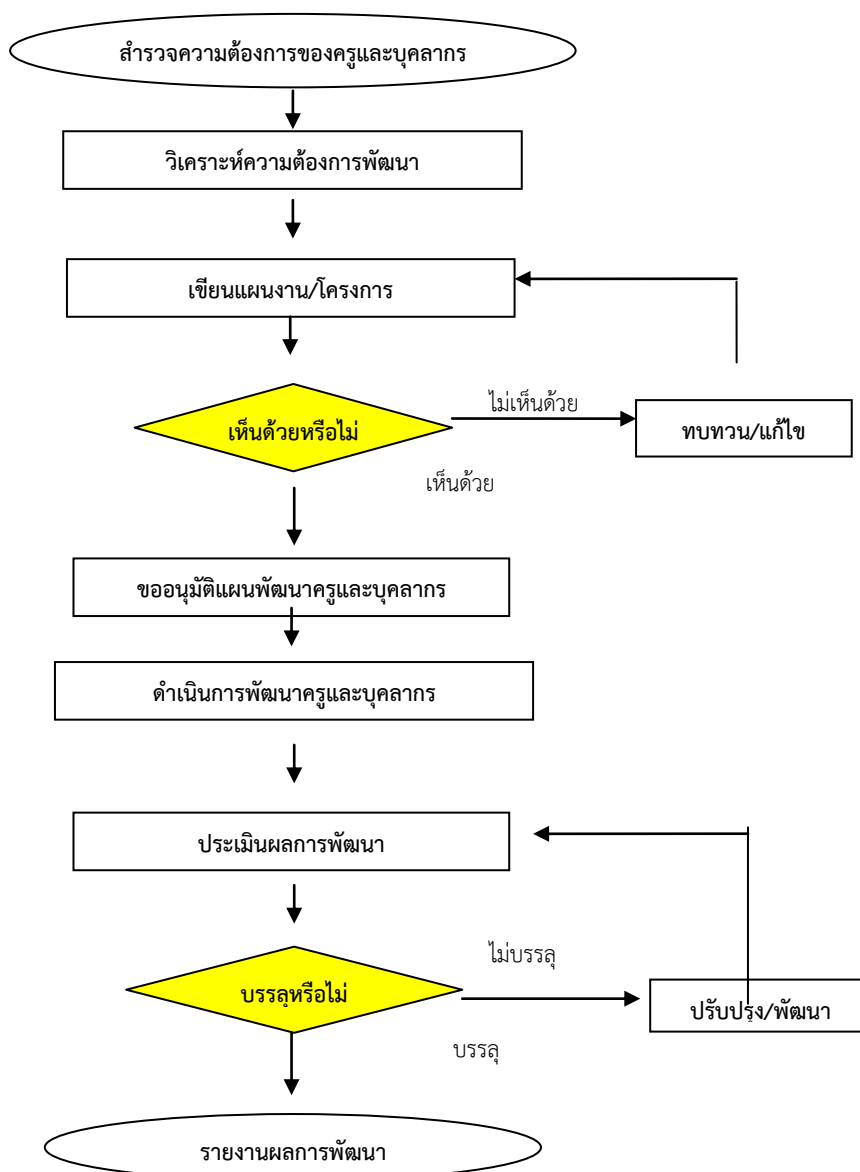 สำรวจความต้องการของครูและบุคลากร
วิเคราะห์ความต้องการพัฒนา
เขียนแผนงาน/โครงการ
เห็นด้วยหรือไม่
ไม่เห็นด้วย
ทบทวน/แก้ไข
เห็นด้วย
ขออนุมัติแผนพัฒนาครูและบุคลากร
ดำเนินการพัฒนาครูและบุคลากร
ประเมินผลการพัฒนา
บรรลุหรือไม่
ไม่บรรลุ
ปรับปรุง/พัฒนา
บรรลุ
รายงานผลการพัฒนา